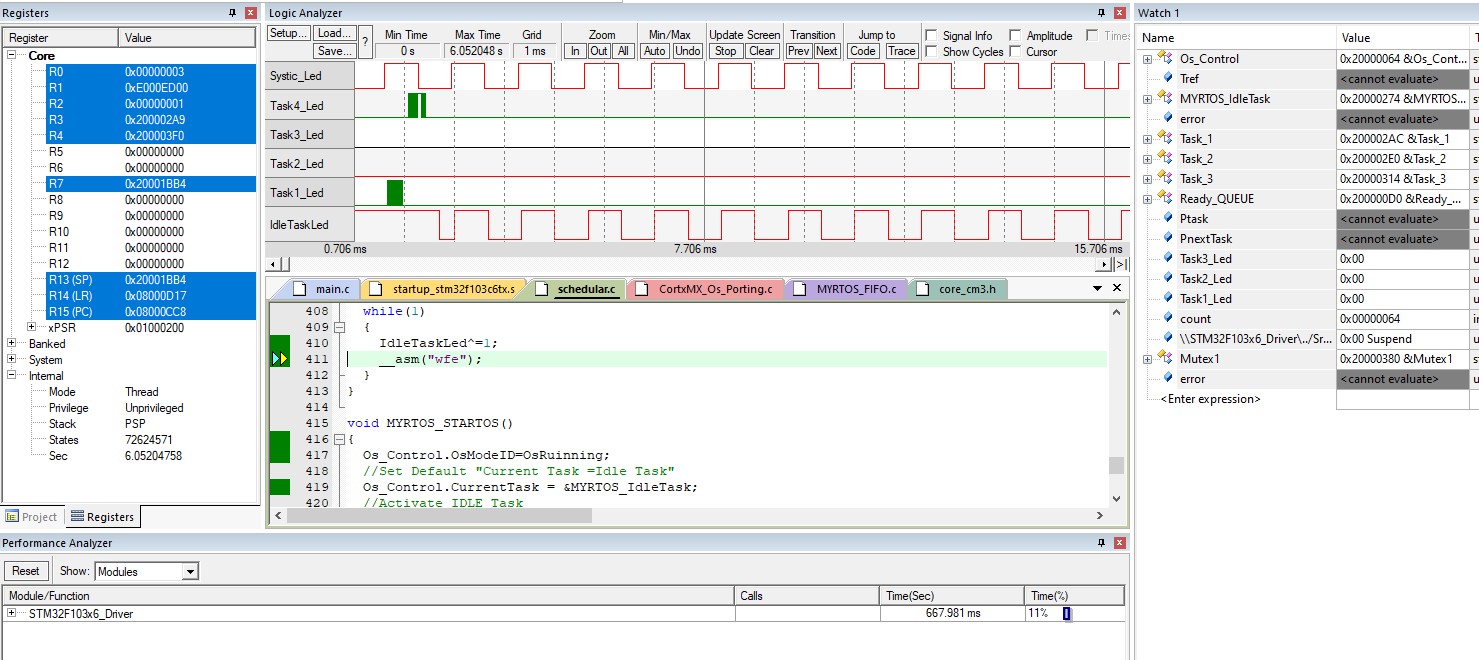 Registers
Register Value
Core
R0 0x00000003
R1 0xE000ED00
R2 0x00000001
R3 0x200002A9
R4 0x200003F0
R5 0x00000000
R6 0x00000000
R7 0x20001BB4
R8 0x00000000
R9 0x00000000
R10 0x00000000
R11 0x00000000
R12 0x00000000
R13 (SP) 0x20001BB4
R14 (LR) 0x08000D17
R15 (PC) 0x08000CC8
xPSR 0x01000200
Banked
System
Internal
Mode Thread
Privilege Unprivileged
Stack PSP
States 72624571
Sec 6.05204758
Project Registers
Logic Analyzer
Setup... Load... Save... ? Min Time Max Time Grid Zoom Min/Max Update Screen Transition Jump to Signal Info Amplitude Times
0 s 6.052048 s 1 ms In Out All Auto Undo Stop Clear Prev Next Code Trace Show Cycles Cursor
Systic_Led
Task4_Led
Task3_Led
Task2_Led
Task1_Led
IdleTaskLed
0.706 ms 7.706 ms 15.706 ms
main.c startup_stm32f103c6tx.s schedular.c CortxMX_Os_Porting.c MYRTOS_FIFO.c core_cm3.h
408 while(1)
409 {
410 IdleTaskLed^=1;
411 __asm("wfe");
412 }
413 }
414
415 void MYRTOS_STARTOS()
416 {
417 Os_Control.OsModeID=OsRuinning;
418 //Set Default "Current Task =Idle Task"
419 Os_Control.CurrentTask = &MYRTOS_IdleTask;
420 //Activate IDLE Task
Watch 1
Name Value T
Os_Control 0x20000064 &Os_Cont... st
Tref <cannot evaluate>
MYRTOS_IdleTask 0x20000274 &MYRTOS... st
error <cannot evaluate>
Task_1 0x200002AC &Task_1 st
Task_2 0x200002E0 &Task_2 st
Task_3 0x20000314 &Task_3 st
Ready_QUEUE 0x200000D0 &Ready_... st
Ptask <cannot evaluate>
PnextTask <cannot evaluate>
Task3_Led 0x00 u
Task2_Led 0x00 u
Task1_Led 0x00 u
count 0x00000064 in
\\STM32F103x6_Driver\../Sr... 0x00 Suspend u
Mutex1 0x20000380 &Mutex1 st
error <cannot evaluate>
<Enter expression>
Performance Analyzer
Reset Show: Modules
Module/Function Calls Time(Sec) Time(%)
STM32F103x6_Driver 667.981 ms 11%